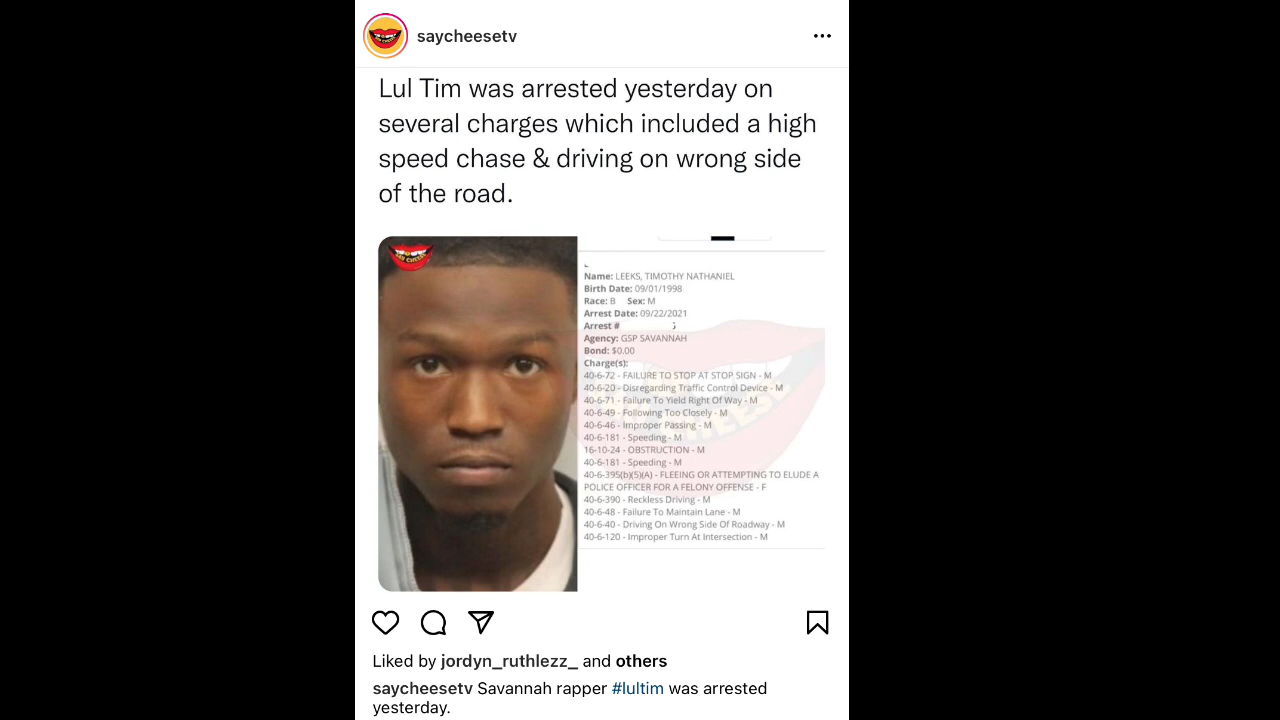 saycheesetv
Lul Tim was arrested yesterday on
several charges which included a high
speed chase & driving on wrong side
of the road.
SAY CHEESE
Name: LEEKS, TIMOTHY NATHANIEL
Birth Date: 09/01/1998
Race: B Sex: M
Arrest Date: 09/22/2021
Arrest #
Agency: GSP SAVANNAH
Bond: $0.00
Charge(s):
40-6-72 - FAILURE TO STOP AT STOP SIGN - M
40-6-20 - Disregarding Traffic Control Device - M
40-6-71 - Failure To Yield Right Of Way - M
40-6-49 - Following Too Closely - M
40-6-46 - Improper Passing - M
40-6-181 - Speeding - M
16-10-24 - OBSTRUCTION - M
40-6-181 - Speeding - M
40-6-395(b)(5)(A) - FLEEING OR ATTEMPTING TO ELUDE A
POLICE OFFICER FOR A FELONY OFFENSE - F
40-6-390 - Reckless Driving - M
40-6-48 - Failure To Maintain Lane - M
40-6-40 - Driving On Wrong Side Of Roadway - M
40-6-120 - Improper Turn At Intersection - M
CHEESE
Liked by jordyn_ruthlezz_ and others
saycheesetv Savannah rapper #lultim was arrested
yesterday.